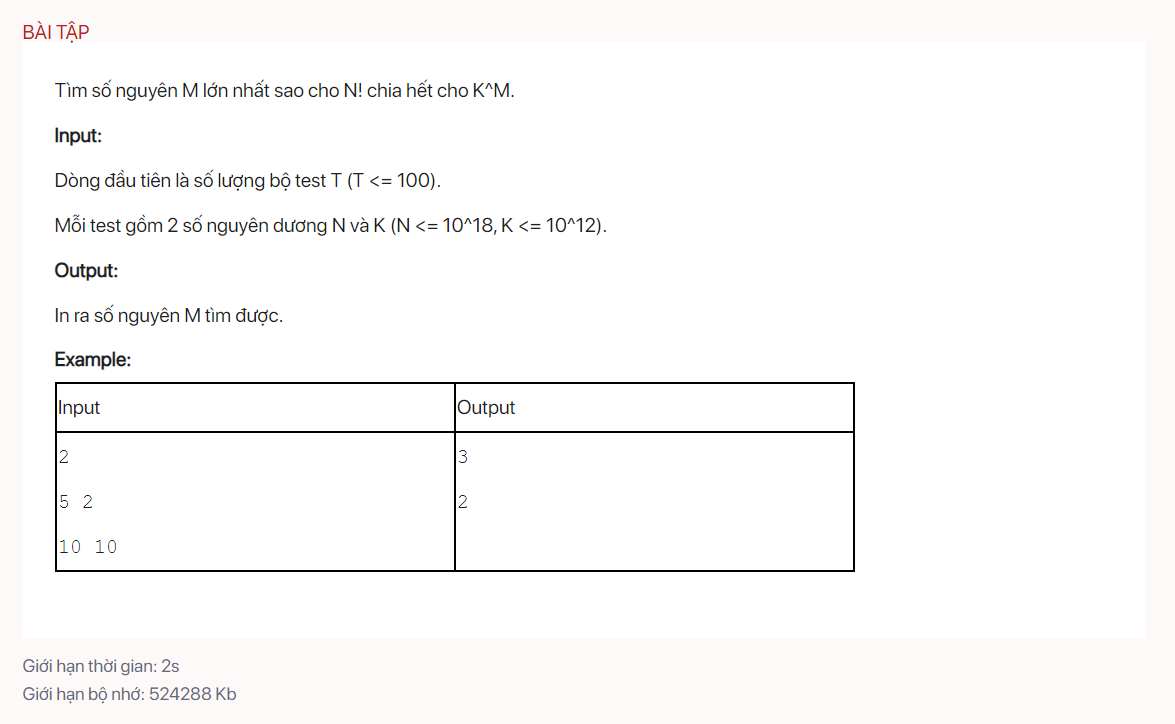 BÀI TẬP
Tìm số nguyên M lớn nhất sao cho N! chia hết cho K^M.
Input:
Dòng đầu tiên là số lượng bộ test T (T <= 100).
Mỗi test gồm 2 số nguyên dương N và K (N <= 10^18, K <= 10^12).
Output:
In ra số nguyên M tìm được.
Example:
Input Output
2 3
5 2 2
10 10
Giới hạn thời gian: 2s
Giới hạn bộ nhớ: 524288 Kb